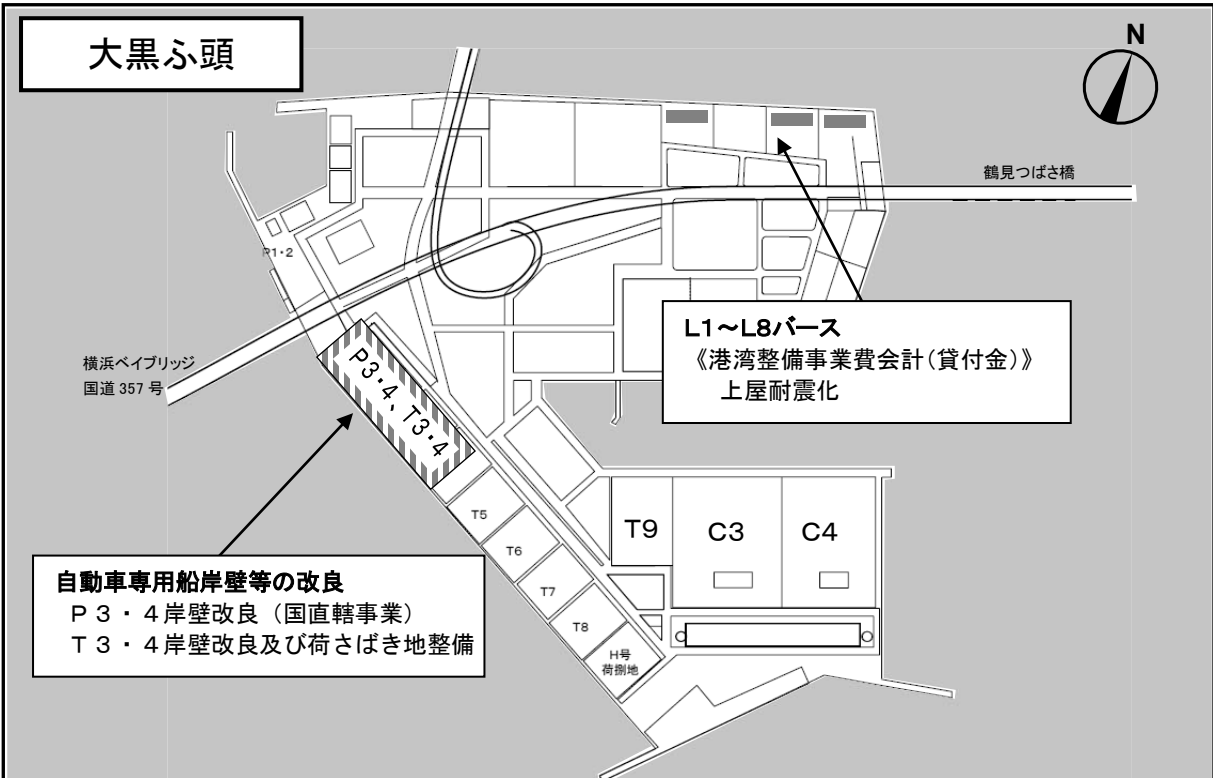 大黒ふ頭
N
鶴見つばさ橋
P1・2
L1～L8バース
《港湾整備事業費会計(貸付金)》
上屋耐震化
横浜ベイブリッジ
国道 357 号
P3・4、T3・4
T5
T6
T7
T8
H号
荷捌地
T9
C3
C4
自動車専用船岸壁等の改良
Ｐ３・４岸壁改良（国直轄事業）
Ｔ３・４岸壁改良及び荷さばき地整備